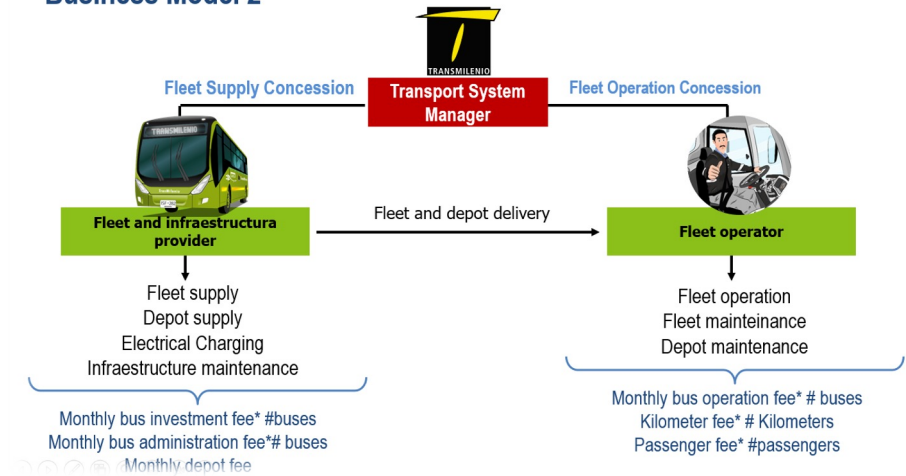 Business Model 2
TRANSMILENIO
Fleet Supply Concession
Transport System
Manager
Fleet Operation Concession
TRANSMILENIO
Fleet and infraestructura
provider
Fleet and depot delivery
Fleet operator
Fleet supply
Depot supply
Electrical Charging
Infraestructure maintenance
Fleet operation
Fleet mainteinance
Depot maintenance
Monthly bus investment fee* #buses
Monthly bus administration fee*# buses
Monthly depot fee
Monthly bus operation fee* # buses
Kilometer fee* # Kilometers
Passenger fee* #passengers